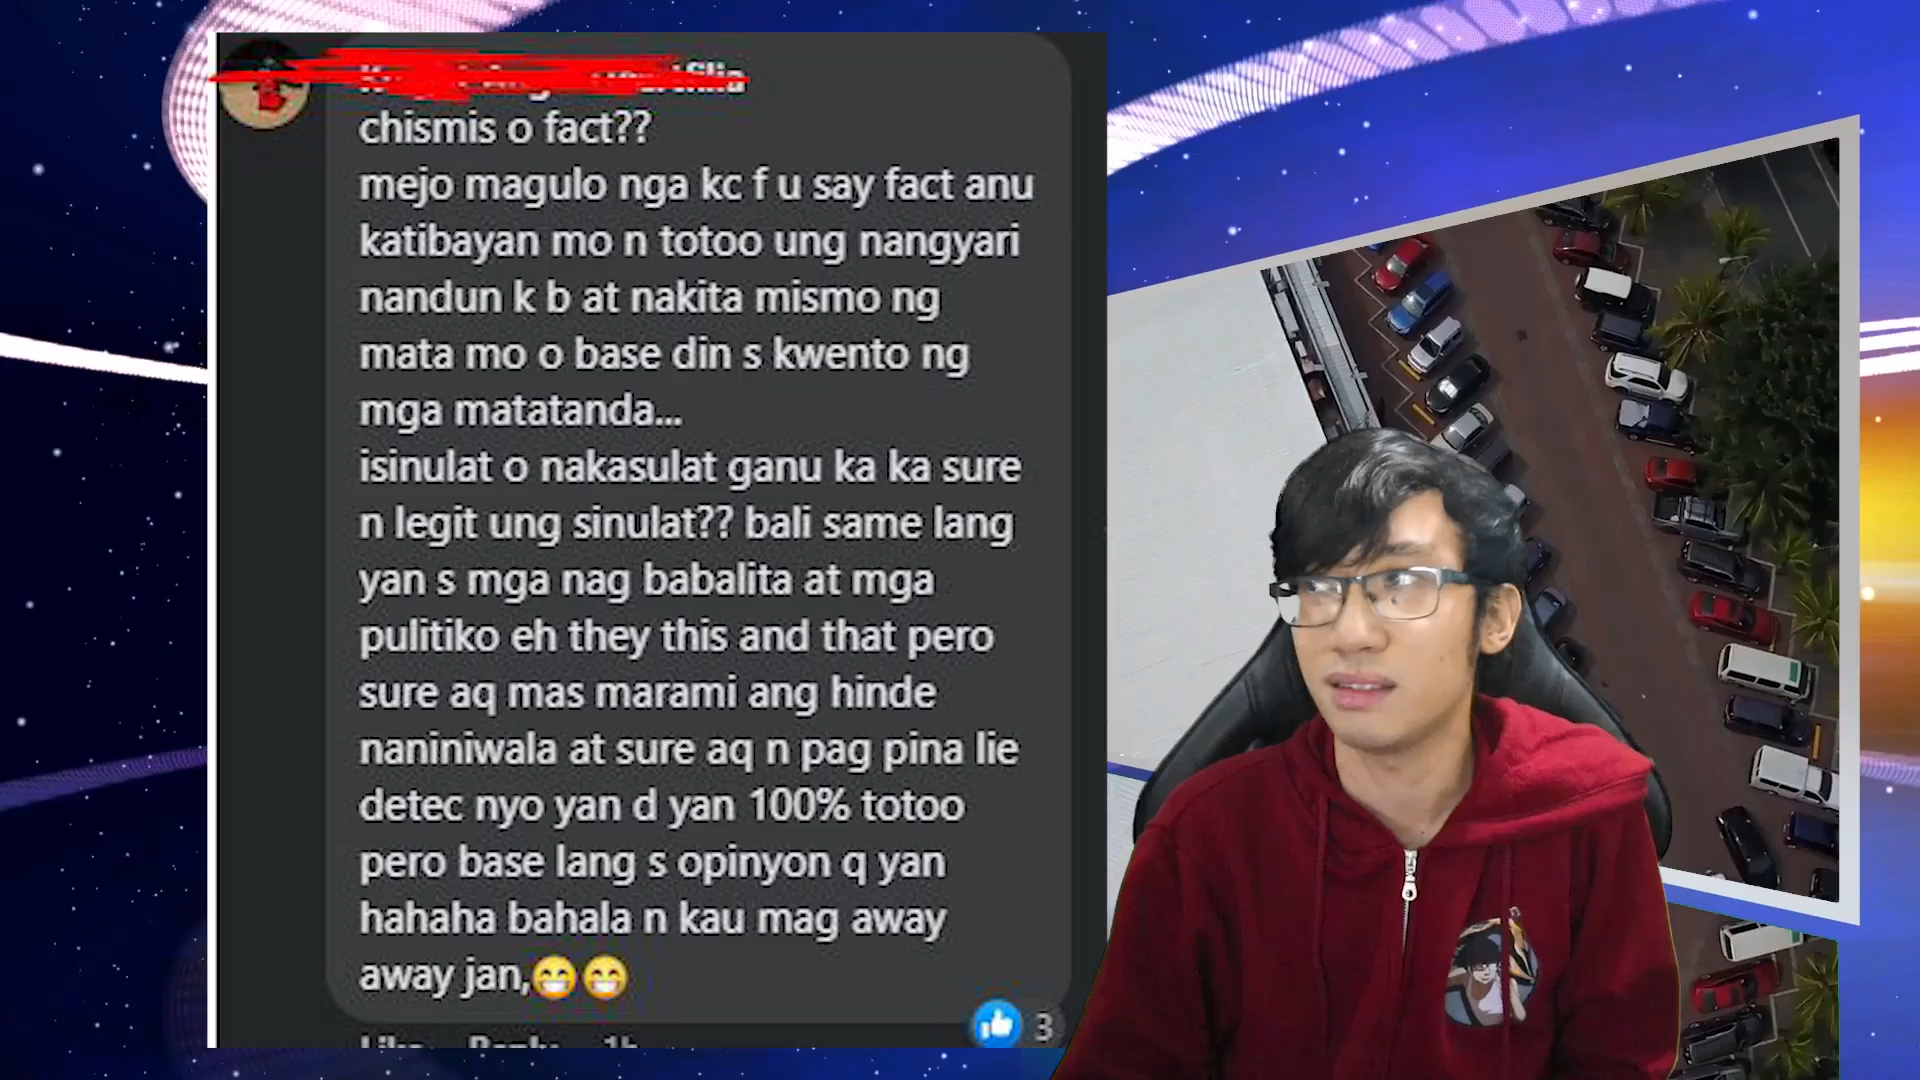 chismis o fact??
mejo magulo nga kc f u say fact anu
katibayan mo n totoo ung nangyari
nandun k b at nakita mismo ng
mata mo o base din s kwento ng
mga matatanda...
isinulat o nakasulat ganu ka ka sure
n legit ung sinulat?? bali same lang
yan s mga nag babalita at mga
pulitiko eh they this and that pero
sure aq mas marami ang hinde
naniniwala at sure aq n pag pina lie
detec nyo yan d yan 100% totoo
pero base lang s opinyon q yan
hahaha bahala n kau mag away
away jan,😁😁
3
Like Reply 1h